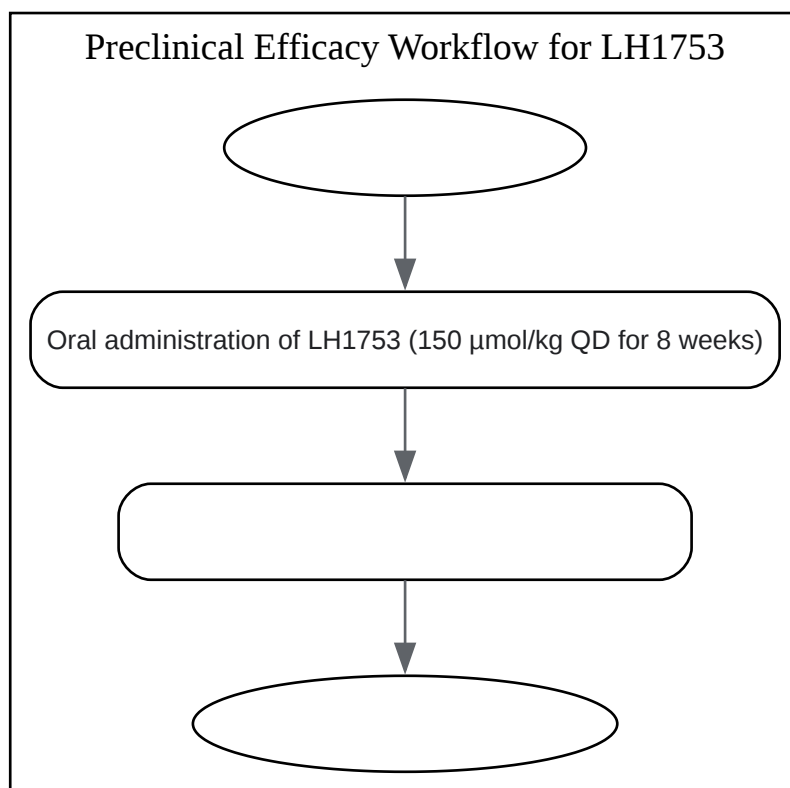 Preclinical Efficacy Workflow for LH1753
Oral administration of LH1753 (150 µmol/kg QD for 8 weeks)